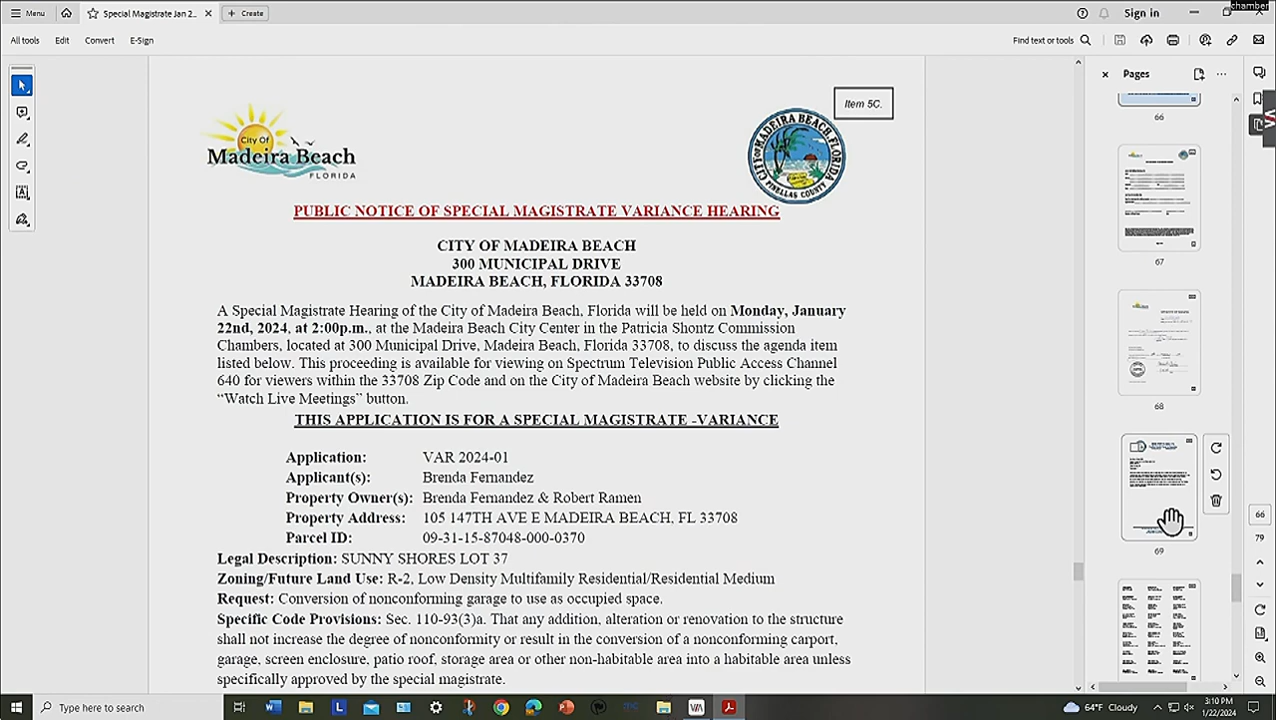 chamber
Menu
Special Magistrate Jan 2...
Create
Sign in
All tools Edit Convert E-Sign
Find text or tools
Pages
Item 5C.
City Of
Madeira Beach
FLORIDA
CITY OF MADEIRA BEACH, FLORIDA
PINELLAS COUNTY
PUBLIC NOTICE OF SPECIAL MAGISTRATE VARIANCE HEARING
CITY OF MADEIRA BEACH
300 MUNICIPAL DRIVE
MADEIRA BEACH, FLORIDA 33708
A Special Magistrate Hearing of the City of Madeira Beach, Florida will be held on Monday, January
22nd, 2024, at 2:00p.m., at the Madeira Beach City Center in the Patricia Shontz Commission
Chambers, located at 300 Municipal Drive, Madeira Beach, Florida 33708, to discuss the agenda item
listed below. This proceeding is available for viewing on Spectrum Television Public Access Channel
640 for viewers within the 33708 Zip Code and on the City of Madeira Beach website by clicking the
“Watch Live Meetings” button.
THIS APPLICATION IS FOR A SPECIAL MAGISTRATE -VARIANCE
Application: VAR 2024-01
Applicant(s): Brenda Fernandez
Property Owner(s): Brenda Fernandez & Robert Ramen
Property Address: 105 147TH AVE E MADEIRA BEACH, FL 33708
Parcel ID: 09-31-15-87048-000-0370
Legal Description: SUNNY SHORES LOT 37
Zoning/Future Land Use: R-2, Low Density Multifamily Residential/Residential Medium
Request: Conversion of nonconforming garage to use as occupied space.
Specific Code Provisions: Sec. 110-93(3)a. That any addition, alteration or renovation to the structure
shall not increase the degree of nonconformity or result in the conversion of a nonconforming carport,
garage, screen enclosure, patio roof, storage area or other non-habitable area into a habitable area unless
specifically approved by the special magistrate.
66
67
68
69
66
79
Type here to search
64°F Cloudy
3:10 PM
1/22/2024